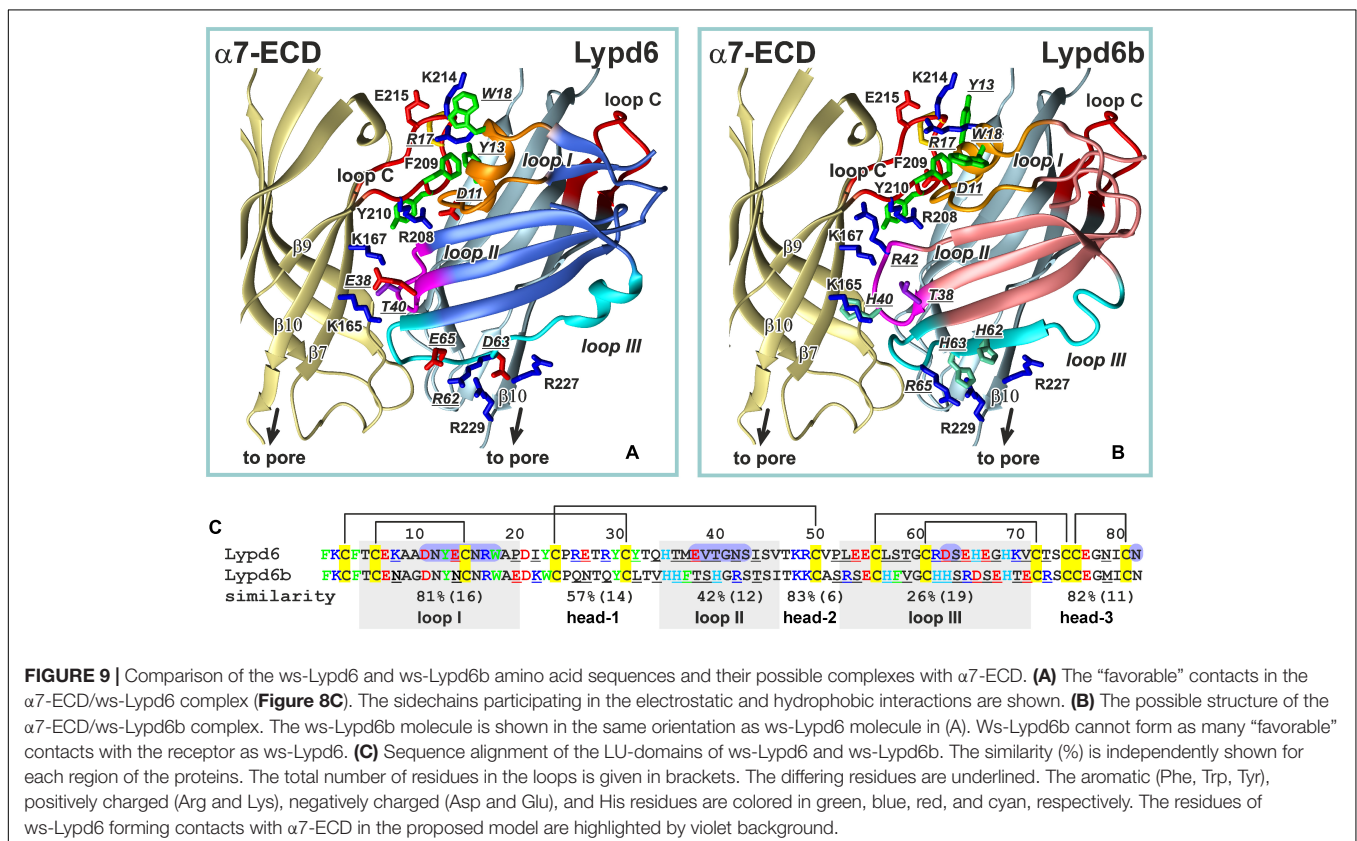 α7-ECD
Lypd6
K214
W18
E215
loop C
R17
Y13
F209
loop I
loop C
D11
Y210
R208
K167
loop II
β9
E38
T40
K165
β10
E65
D63
β7
loop III
R227
R62
β10
R229
to pore
to pore
A
α7-ECD
Lypd6b
K214
Y13
E215
loop C
R17
W18
F209
loop I
loop C
D11
Y210
R208
K167
loop II
β9
R42
K165
H40
T38
β10
H62
β7
H63
loop III
R65
R227
β10
R229
to pore
to pore
B
C
10 20 30 40 50 60 70 80
Lypd6 FKCFTCEKAADNYECNRWAPDIYCPRETRYCYTQHTMEVTGNSISVTKRCVPLEECLSTGCRDSEHEGHKVCTSCCEGNICN
Lypd6b FKCFTCENAGDNYNCNRWAEDKWCPQNTQYCLTVHHFTSHGRSTSITKKCASRSECHFVGCHHSRDSEHTECRSCCEGMICN
similarity 81%(16) 57%(14) 42%(12) 83%(6) 26%(19) 82%(11)
loop I head-1 loop II head-2 loop III head-3
FIGURE 9 | Comparison of the ws-Lypd6 and ws-Lypd6b amino acid sequences and their possible complexes with α7-ECD. (A) The “favorable” contacts in the
α7-ECD/ws-Lypd6 complex (Figure 8C). The sidechains participating in the electrostatic and hydrophobic interactions are shown. (B) The possible structure of the
α7-ECD/ws-Lypd6b complex. The ws-Lypd6b molecule is shown in the same orientation as ws-Lypd6 molecule in (A). Ws-Lypd6b cannot form as many “favorable”
contacts with the receptor as ws-Lypd6. (C) Sequence alignment of the LU-domains of ws-Lypd6 and ws-Lypd6b. The similarity (%) is independently shown for
each region of the proteins. The total number of residues in the loops is given in brackets. The differing residues are underlined. The aromatic (Phe, Trp, Tyr),
positively charged (Arg and Lys), negatively charged (Asp and Glu), and His residues are colored in green, blue, red, and cyan, respectively. The residues of
ws-Lypd6 forming contacts with α7-ECD in the proposed model are highlighted by violet background.